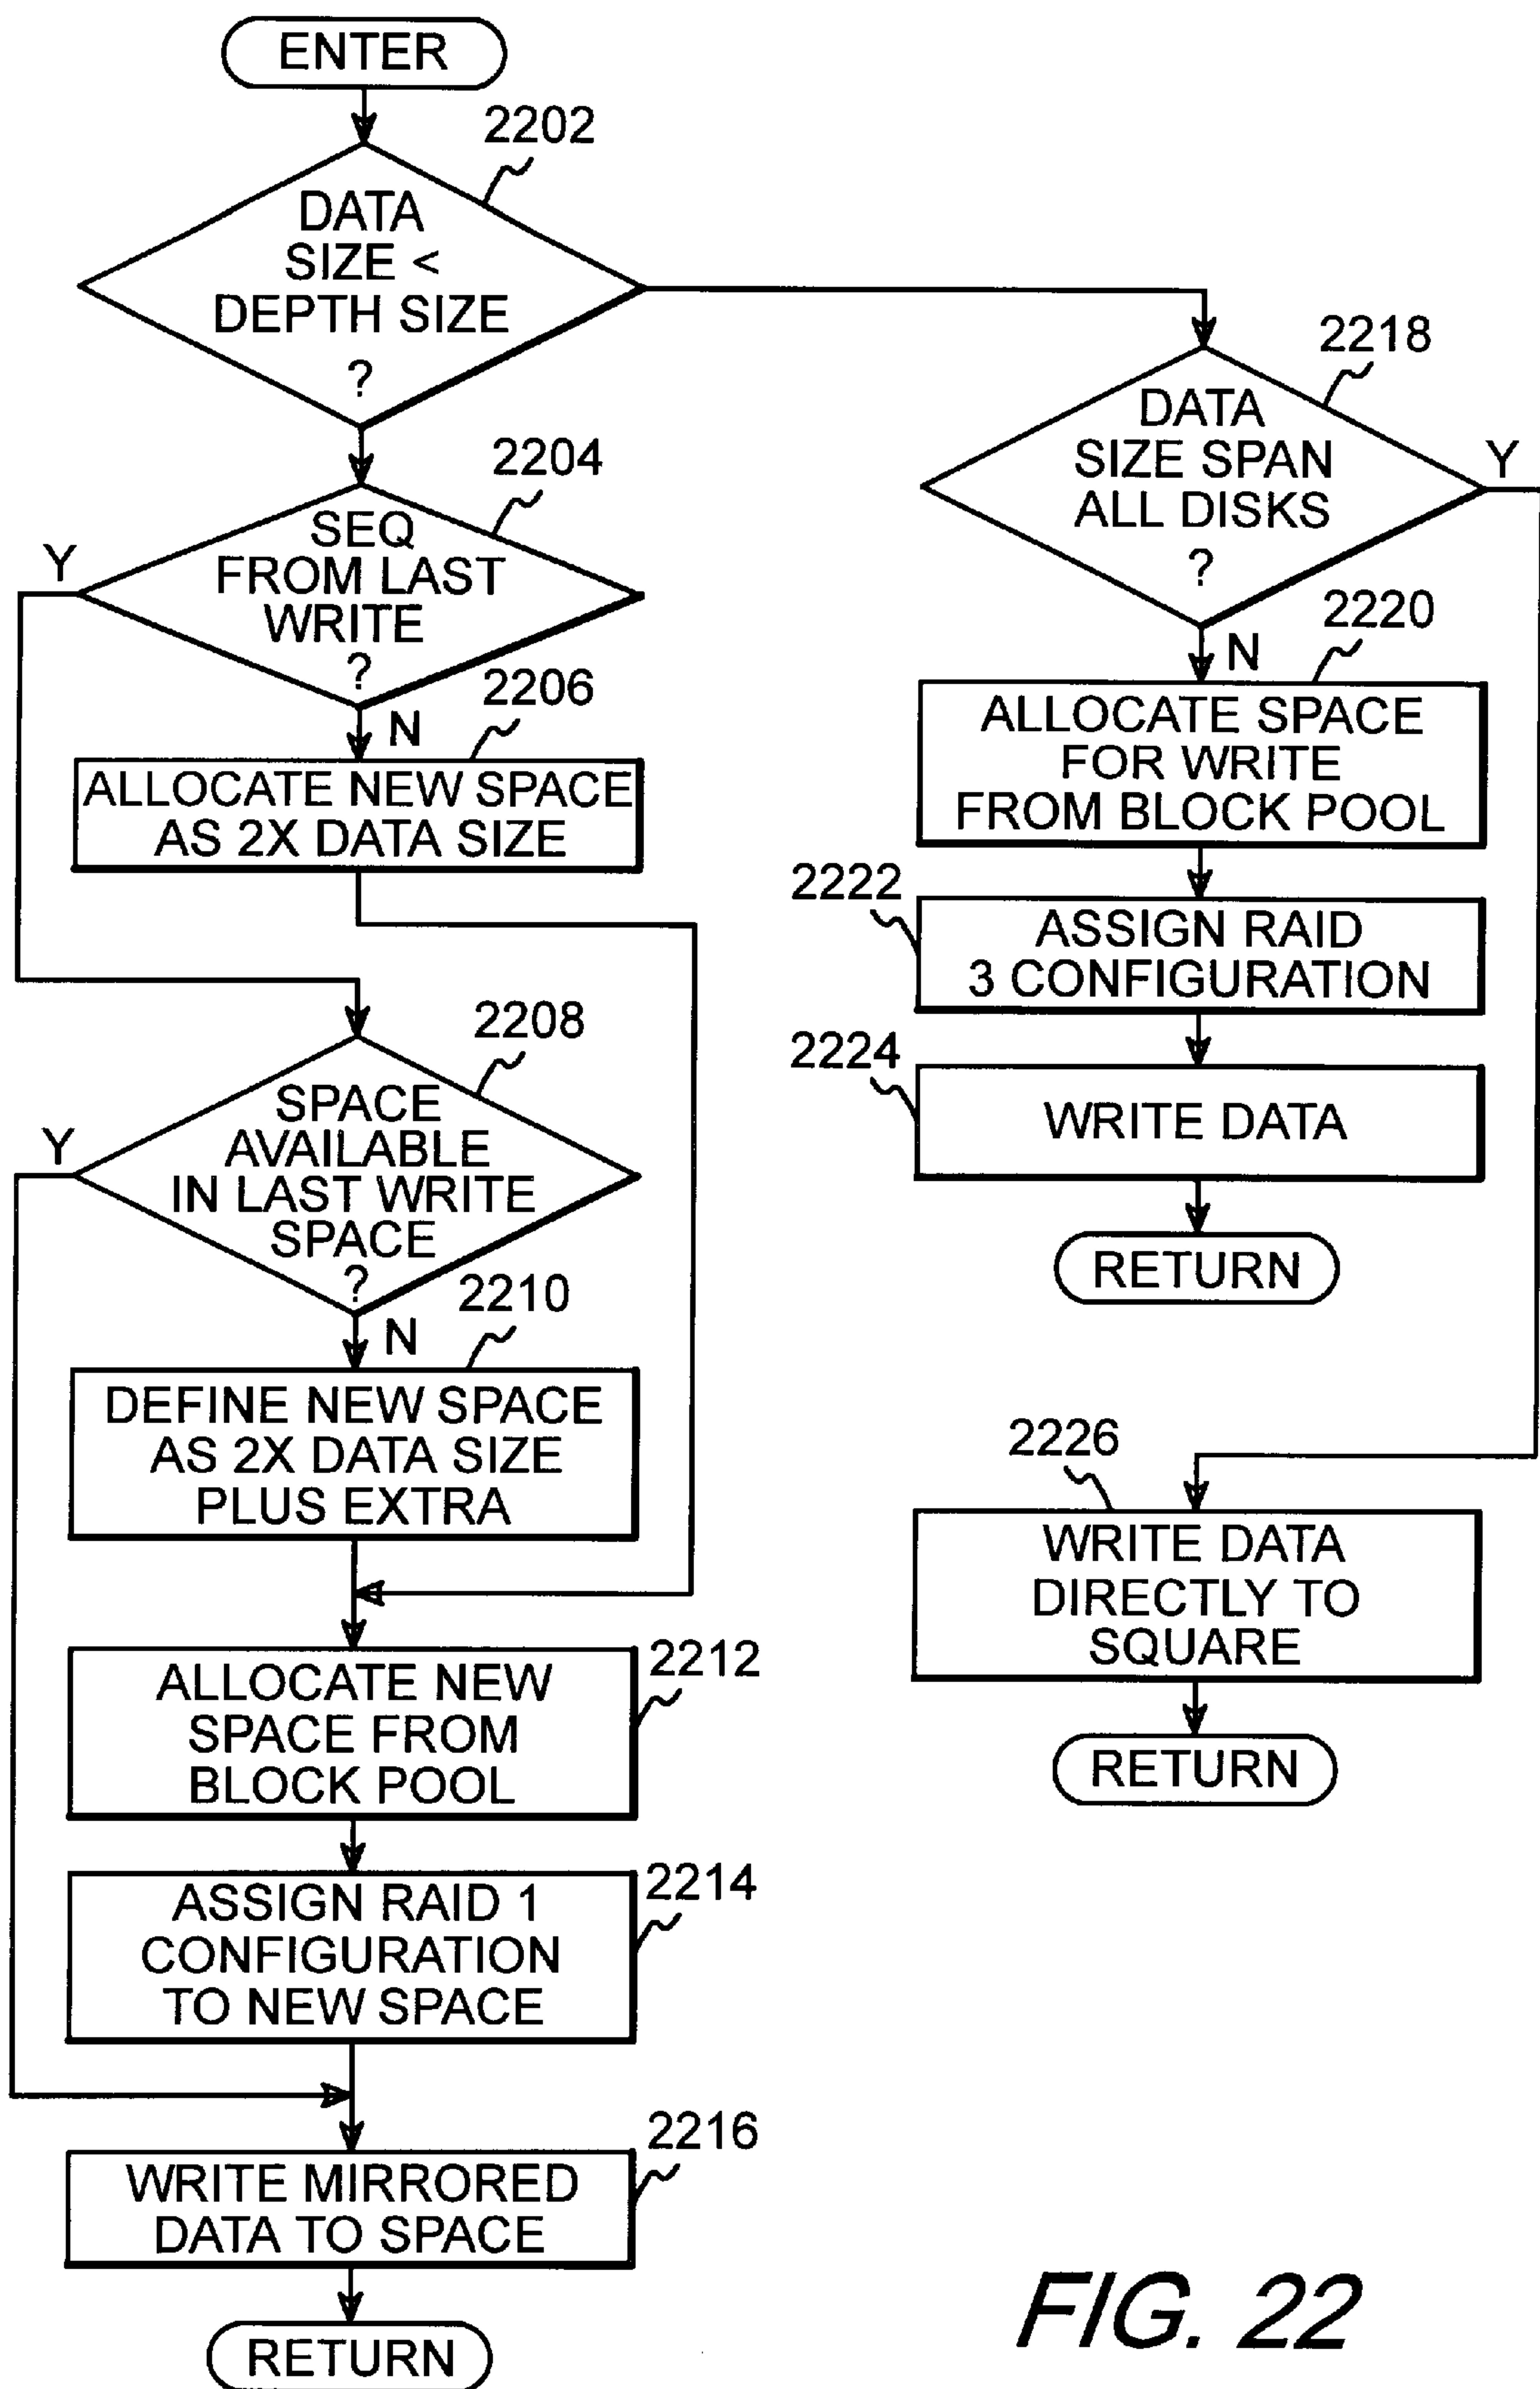 ENTER
2202
DATA
SIZE <
DEPTH SIZE
?
2204
Y
SEQ
FROM LAST
WRITE
?
2206
N
ALLOCATE NEW SPACE
AS 2X DATA SIZE
2208
Y
SPACE
AVAILABLE
IN LAST WRITE
SPACE
?
2210
N
DEFINE NEW SPACE
AS 2X DATA SIZE
PLUS EXTRA
2212
ALLOCATE NEW
SPACE FROM
BLOCK POOL
2214
ASSIGN RAID 1
CONFIGURATION
TO NEW SPACE
2216
WRITE MIRRORED
DATA TO SPACE
RETURN
2218
DATA
SIZE SPAN
ALL DISKS
?
Y
2220
N
ALLOCATE SPACE
FOR WRITE
FROM BLOCK POOL
2222
ASSIGN RAID
3 CONFIGURATION
2224
WRITE DATA
RETURN
2226
WRITE DATA
DIRECTLY TO
SQUARE
RETURN
FIG. 22